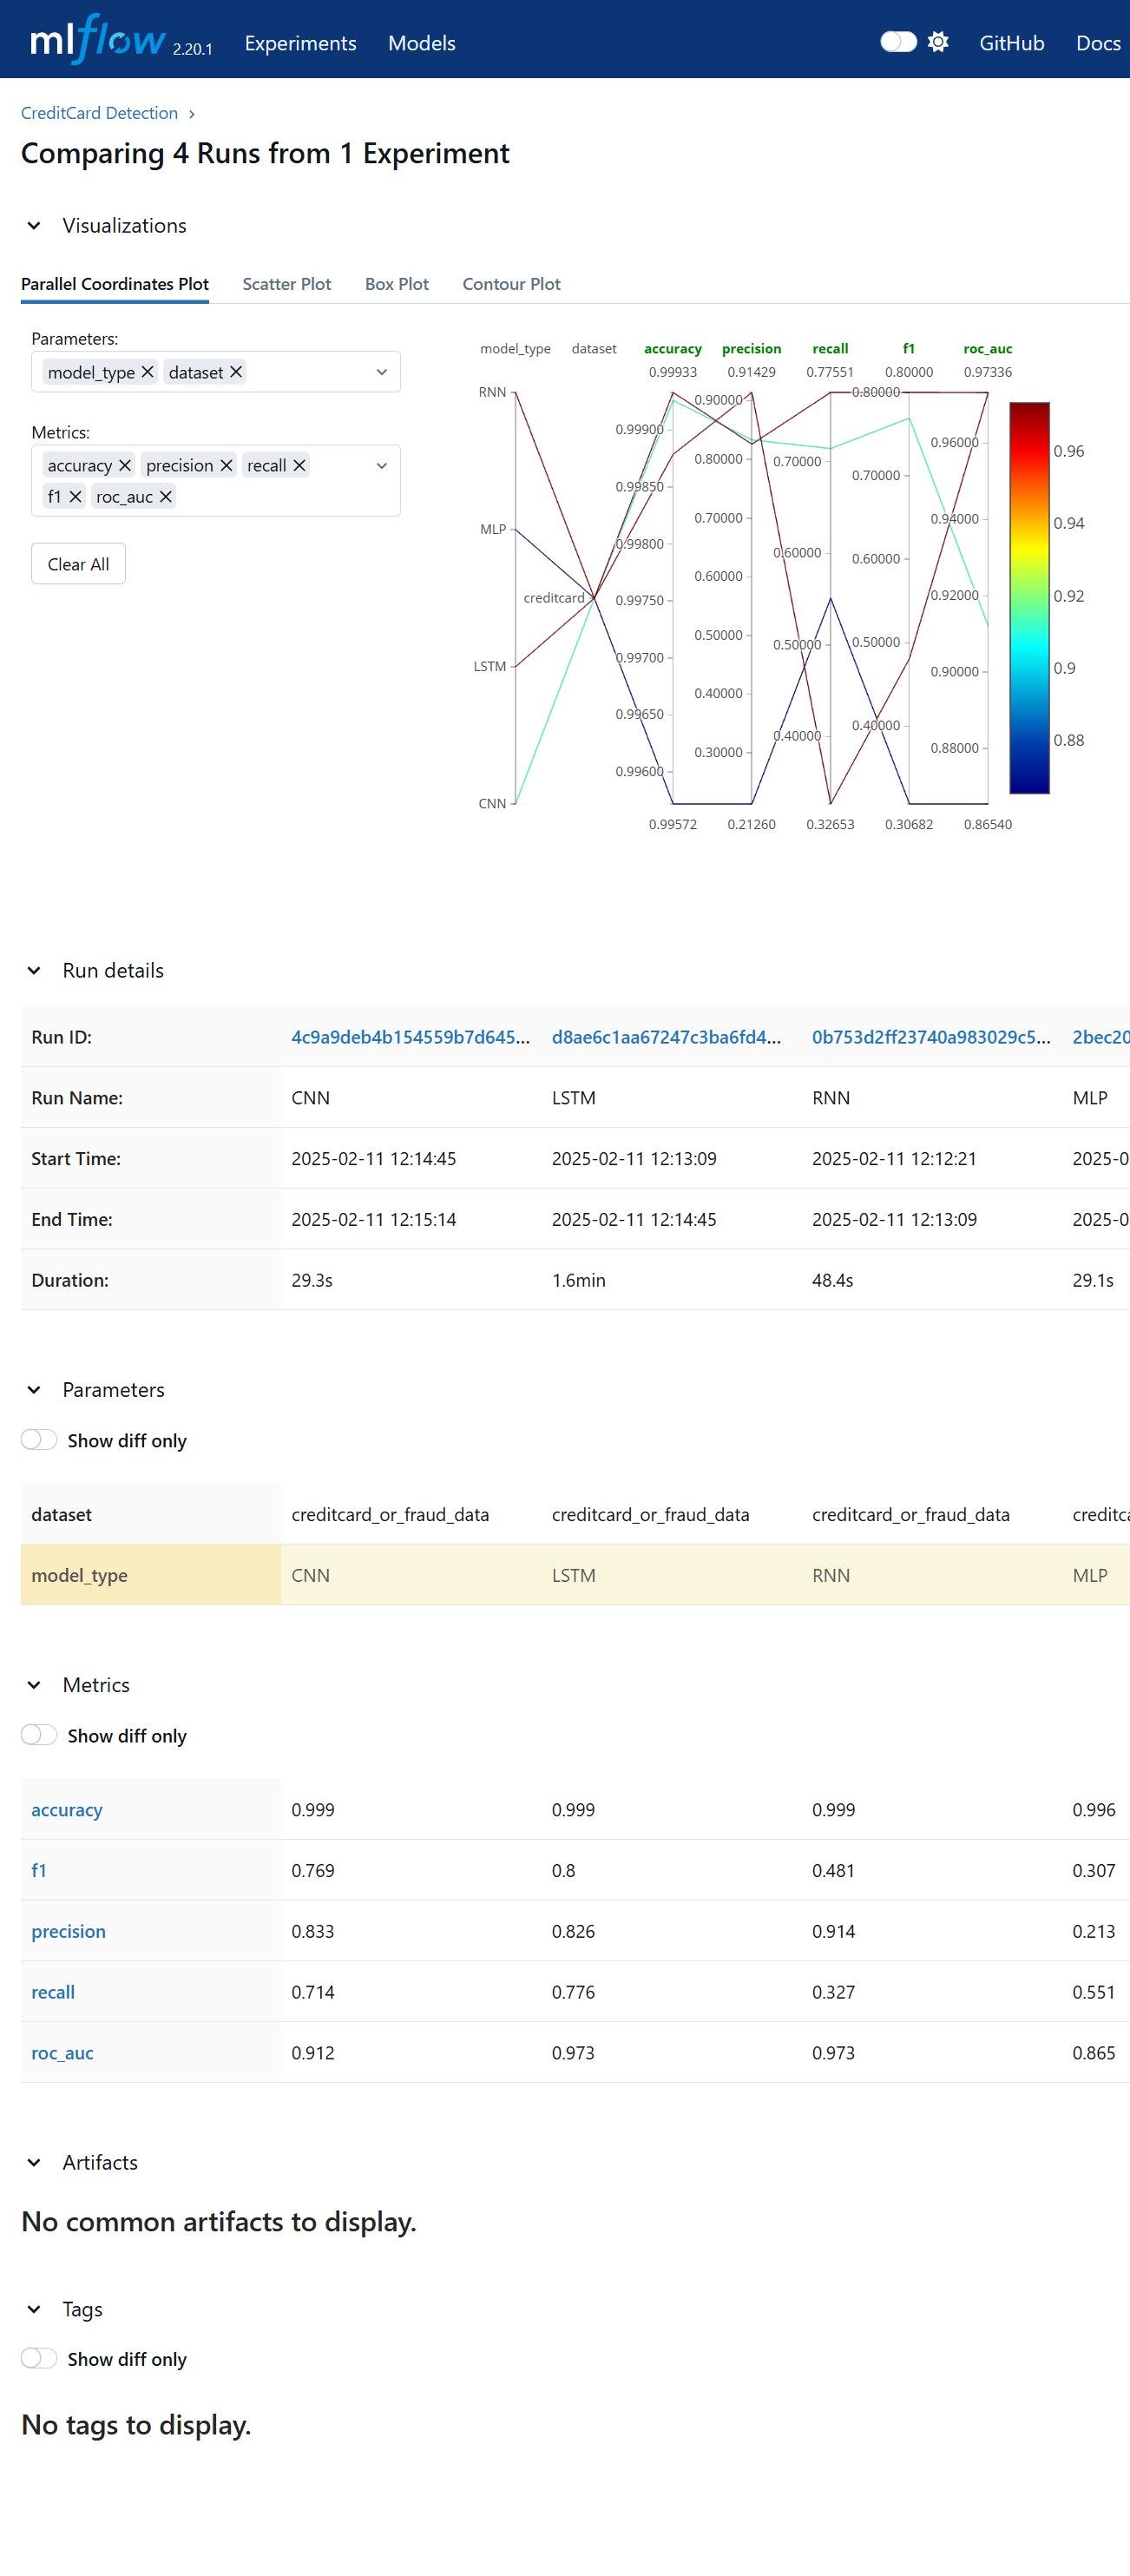 mlflow 2.20.1 Experiments Models GitHub Docs
CreditCard Detection
Comparing 4 Runs from 1 Experiment
Visualizations
Parallel Coordinates Plot Scatter Plot Box Plot Contour Plot
Parameters:
model_type dataset
Metrics:
accuracy precision recall
f1 roc_auc
Clear All
model_type dataset accuracy precision recall f1 roc_auc
0.99933 0.91429 0.77551 0.80000 0.97336
RNN
MLP
LSTM
CNN
creditcard
0.99900
0.99850
0.99800
0.99750
0.99700
0.99650
0.99600
0.90000
0.80000
0.70000
0.60000
0.50000
0.40000
0.30000
0.70000
0.60000
0.50000
0.40000
0.80000
0.70000
0.60000
0.50000
0.40000
0.96000
0.94000
0.92000
0.90000
0.88000
0.99572 0.21260 0.32653 0.30682 0.86540
0.96
0.94
0.92
0.9
0.88
Run details
Run ID: 4c9a9deb4b154559b7d645... d8ae6c1aa67247c3ba6fd4... 0b753d2ff23740a983029c5... 2bec20
Run Name: CNN LSTM RNN MLP
Start Time: 2025-02-11 12:14:45 2025-02-11 12:13:09 2025-02-11 12:12:21 2025-0
End Time: 2025-02-11 12:15:14 2025-02-11 12:14:45 2025-02-11 12:13:09 2025-0
Duration: 29.3s 1.6min 48.4s 29.1s
Parameters
Show diff only
dataset creditcard_or_fraud_data creditcard_or_fraud_data creditcard_or_fraud_data creditc
model_type CNN LSTM RNN MLP
Metrics
Show diff only
accuracy 0.999 0.999 0.999 0.996
f1 0.769 0.8 0.481 0.307
precision 0.833 0.826 0.914 0.213
recall 0.714 0.776 0.327 0.551
roc_auc 0.912 0.973 0.973 0.865
Artifacts
No common artifacts to display.
Tags
Show diff only
No tags to display.